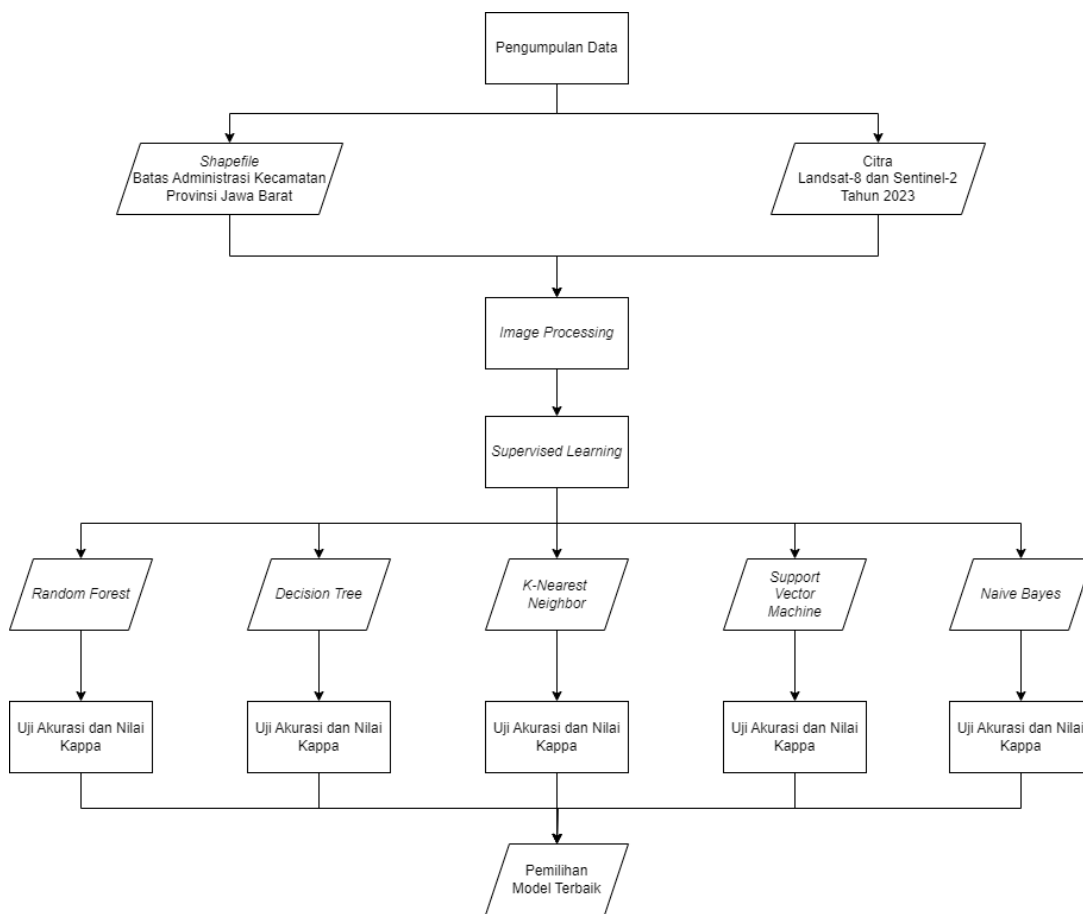 Pengumpulan Data
Shapefile
Batas Administrasi Kecamatan
Provinsi Jawa Barat
Citra
Landsat-8 dan Sentinel-2
Tahun 2023
Image Processing
Supervised Learning
Random Forest
Decision Tree
K-Nearest
Neighbor
Support
Vector
Machine
Naive Bayes
Uji Akurasi dan Nilai
Kappa
Uji Akurasi dan Nilai
Kappa
Uji Akurasi dan Nilai
Kappa
Uji Akurasi dan Nilai
Kappa
Uji Akurasi dan Nilai
Kappa
Pemilihan
Model Terbaik